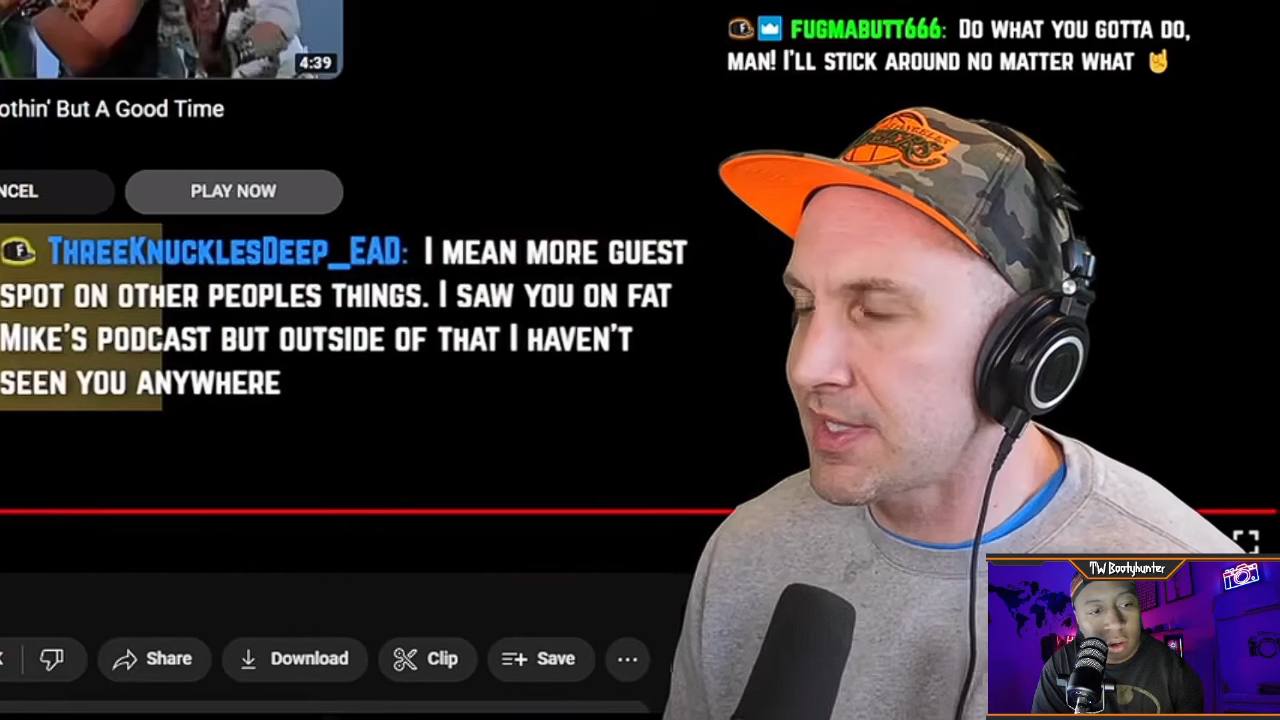 FUGMABUTT666: DO WHAT YOU GOTTA DO,
MAN! I'LL STICK AROUND NO MATTER WHAT
4:39
othin' But A Good Time
NCEL
PLAY NOW
THREEKNUCKLESDEEP_EAD: I MEAN MORE GUEST
SPOT ON OTHER PEOPLES THINGS. I SAW YOU ON FAT
MIKE'S PODCAST BUT OUTSIDE OF THAT I HAVEN'T
SEEN YOU ANYWHERE
Share
Download
Clip
Save
TW Bootyhunter